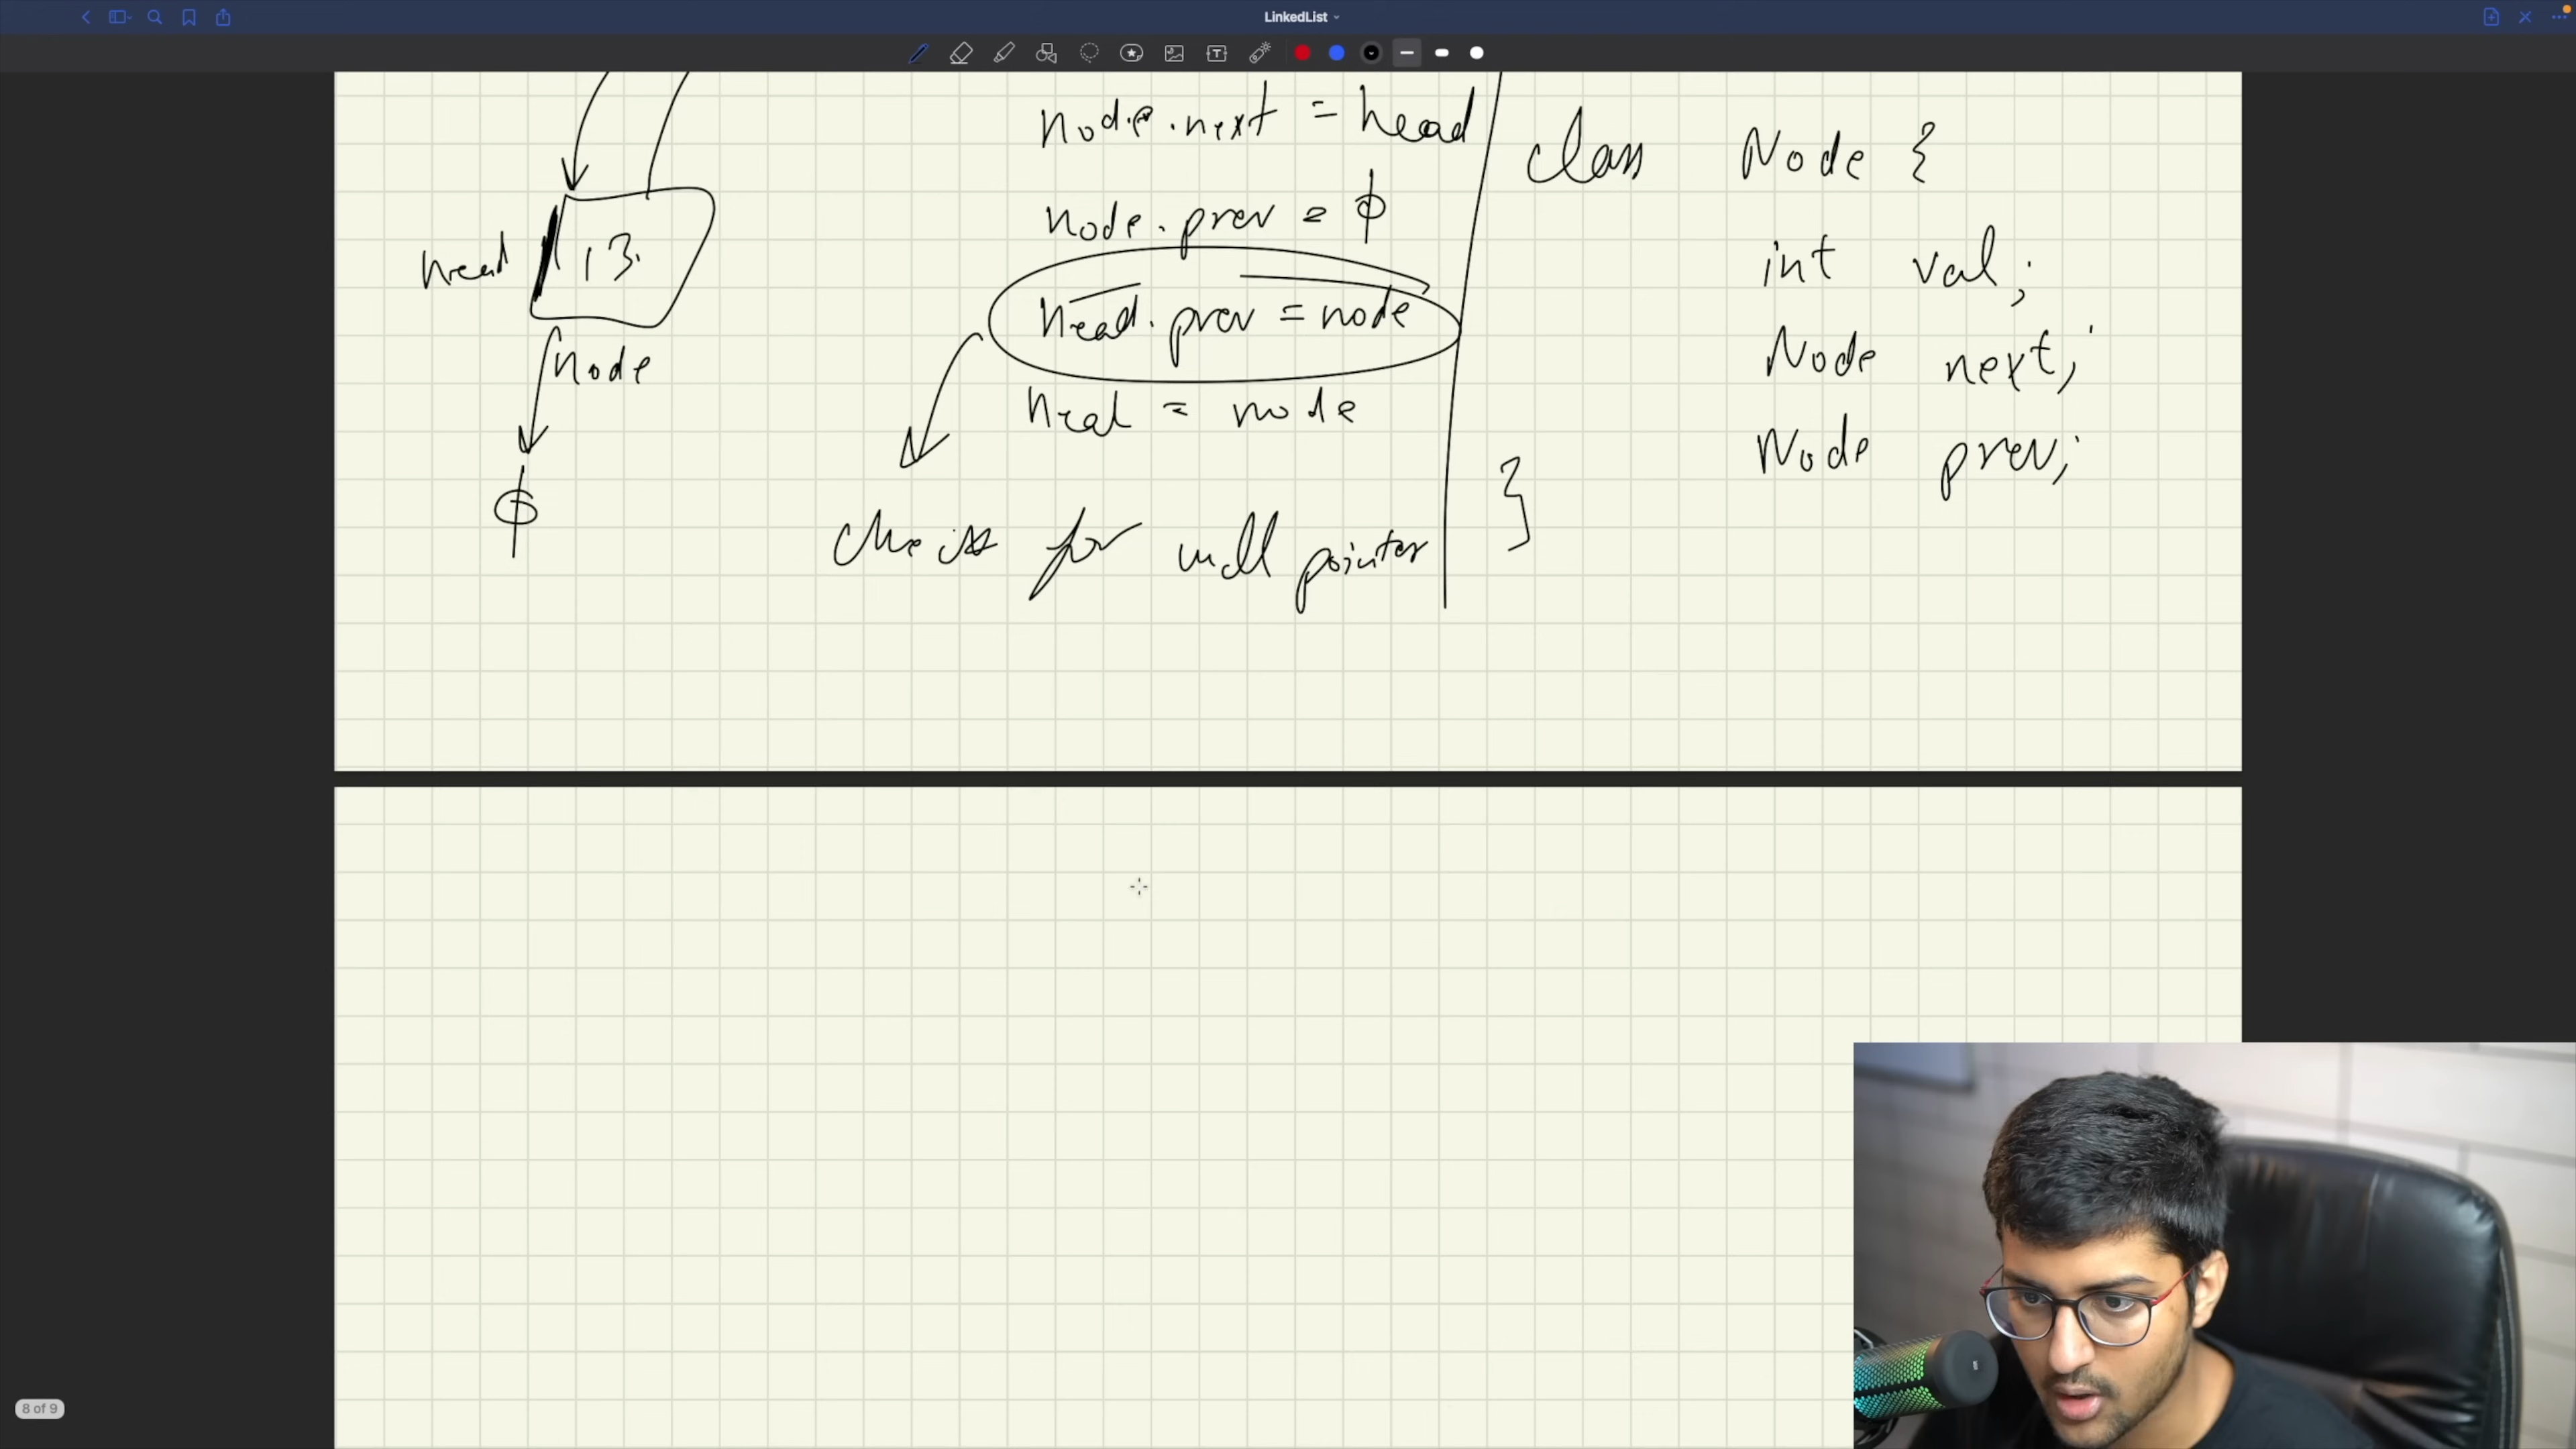 LinkedList
node.next = head
node.prev = ϕ
head.prev = node
head = node
check for null pointer
head
13
node
ϕ
class Node {
int val;
Node next;
Node prev;
}
8 of 9